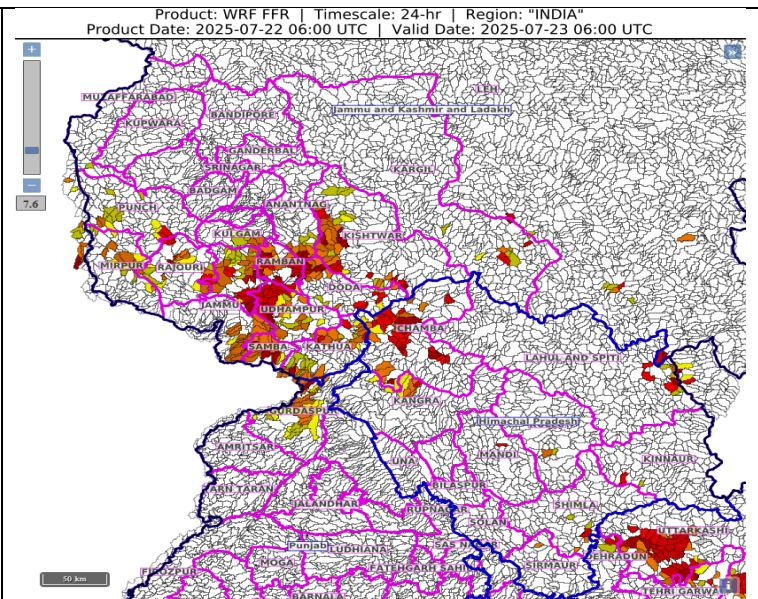 Product: WRF FFR | Timescale: 24-hr | Region: "INDIA"
Product Date: 2025-07-22 06:00 UTC | Valid Date: 2025-07-23 06:00 UTC
+
»
LEH
MUZAFFARABAD
Jammu and Kashmir and Ladakh
BANDIPORE
KUPWARA
GANDERBAL
SRINAGAR
KARGIL
−
BADGAM
7.6
ANANTNAG
PUNCH
KULGAM
KISHTWAR
RAMBAN
MIRPUR
RAJOURI
DODA
JAMMU
UDHAMPUR
CHAMBA
SAMBA
KATHUA
LAHUL AND SPITI
KANGRA
GURDASPUR
Himachal Pradesh
AMRITSAR
MANDI
UNA
KINNAUR
BILASPUR
TARN TARAN
JALANDHAR
SHIMLA
RUPNAGAR
SOLAN
UTTARKASHI
Punjab
LUDHIANA
SAS NAGAR
DEHRADUN
MOGA
SIRMAUR
FIROZPUR
FATEHGARH SAHIB
50 km
i
TEHRI GARWA
BARNALA